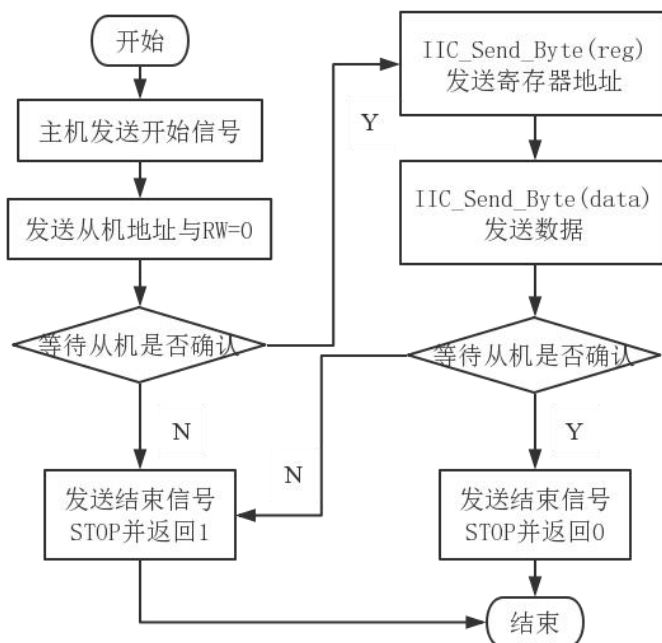 开始
主机发送开始信号
发送从机地址与RW=0
等待从机是否确认
N
发送结束信号
STOP并返回1
Y
IIC_Send_Byte(reg)
发送寄存器地址
IIC_Send_Byte(data)
发送数据
等待从机是否确认
N
Y
发送结束信号
STOP并返回0
结束